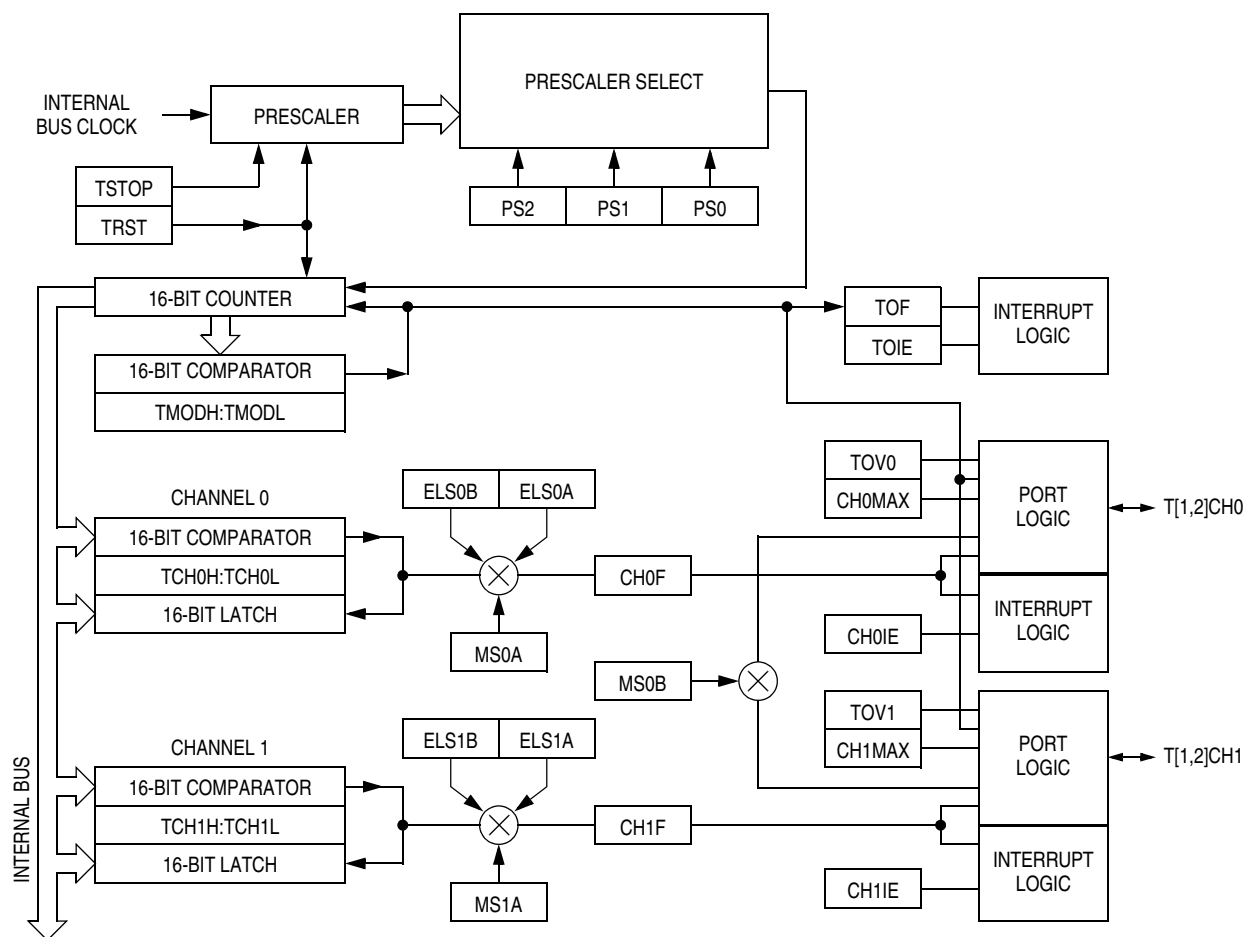 PRESCALER SELECT
INTERNAL
BUS CLOCK
PRESCALER
TSTOP
TRST
PS2
PS1
PS0
16-BIT COUNTER
TOF
TOIE
INTERRUPT
LOGIC
16-BIT COMPARATOR
TMODH:TMODL
CHANNEL 0
ELS0B
ELS0A
TOV0
CH0MAX
PORT
LOGIC
T[1,2]CH0
16-BIT COMPARATOR
TCH0H:TCH0L
16-BIT LATCH
CH0F
MS0A
CH0IE
INTERRUPT
LOGIC
MS0B
CHANNEL 1
ELS1B
ELS1A
TOV1
CH1MAX
PORT
LOGIC
T[1,2]CH1
16-BIT COMPARATOR
TCH1H:TCH1L
16-BIT LATCH
CH1F
MS1A
CH1IE
INTERRUPT
LOGIC
INTERNAL BUS